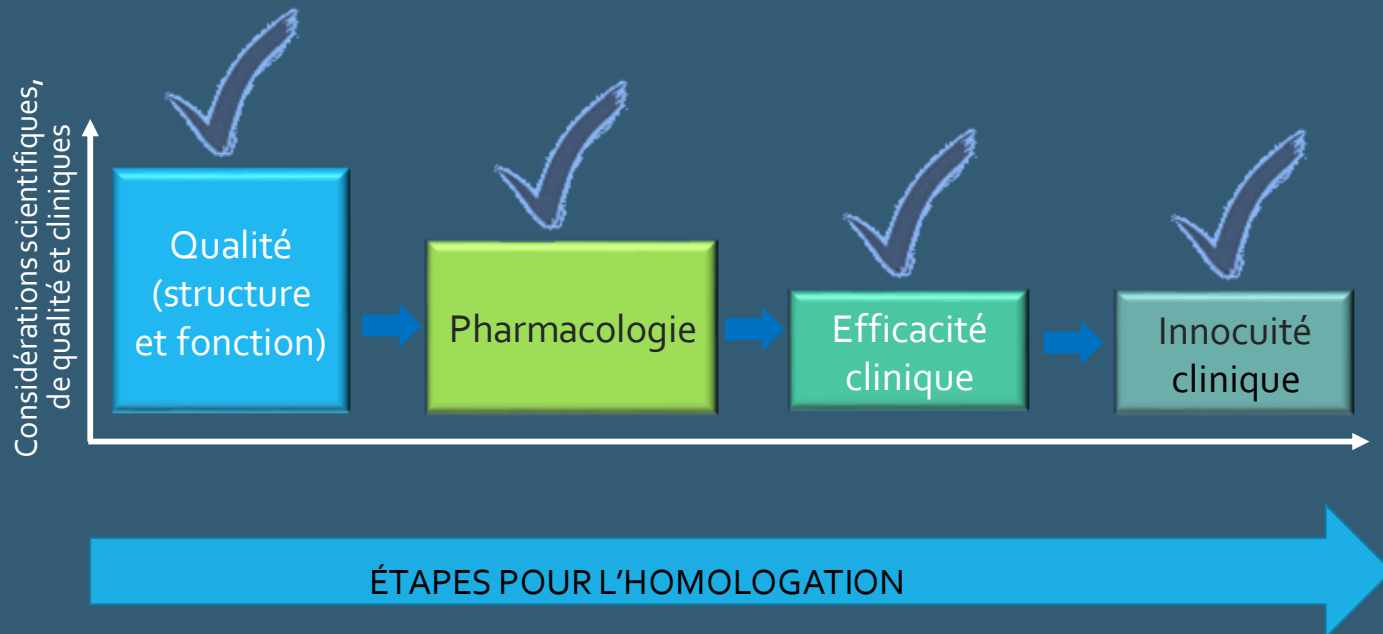 Considérations scientifiques,
de qualité et cliniques
Qualité
(structure
et fonction)
Pharmacologie
Efficacité
clinique
Innocuité
clinique
ÉTAPES POUR L'HOMOLOGATION